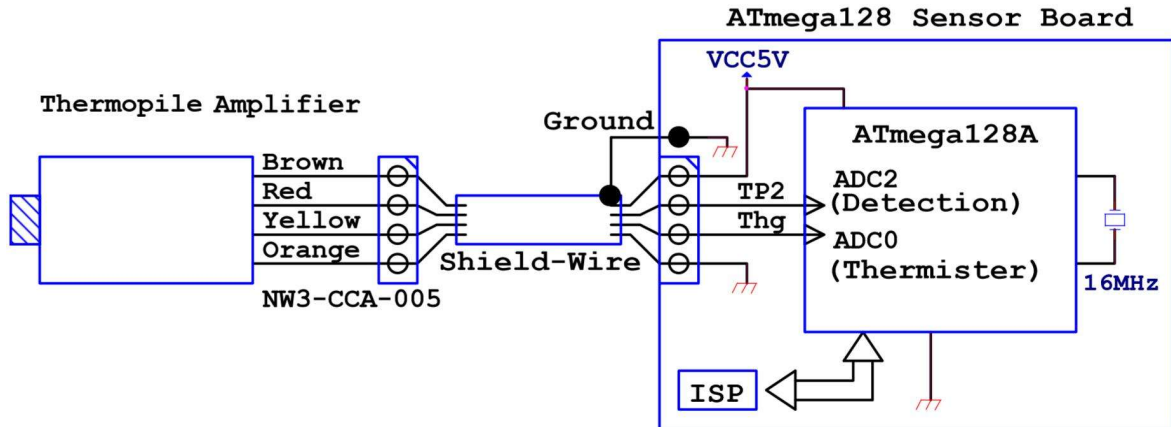 ATmega128 Sensor Board
VCC5V
Thermopile Amplifier
Ground
ATmega128A
Brown
Red
Yellow
Orange
TP2
Thg
ADC2
(Detection)
ADC0
(Thermister)
Shield-Wire
NW3-CCA-005
16MHz
ISP